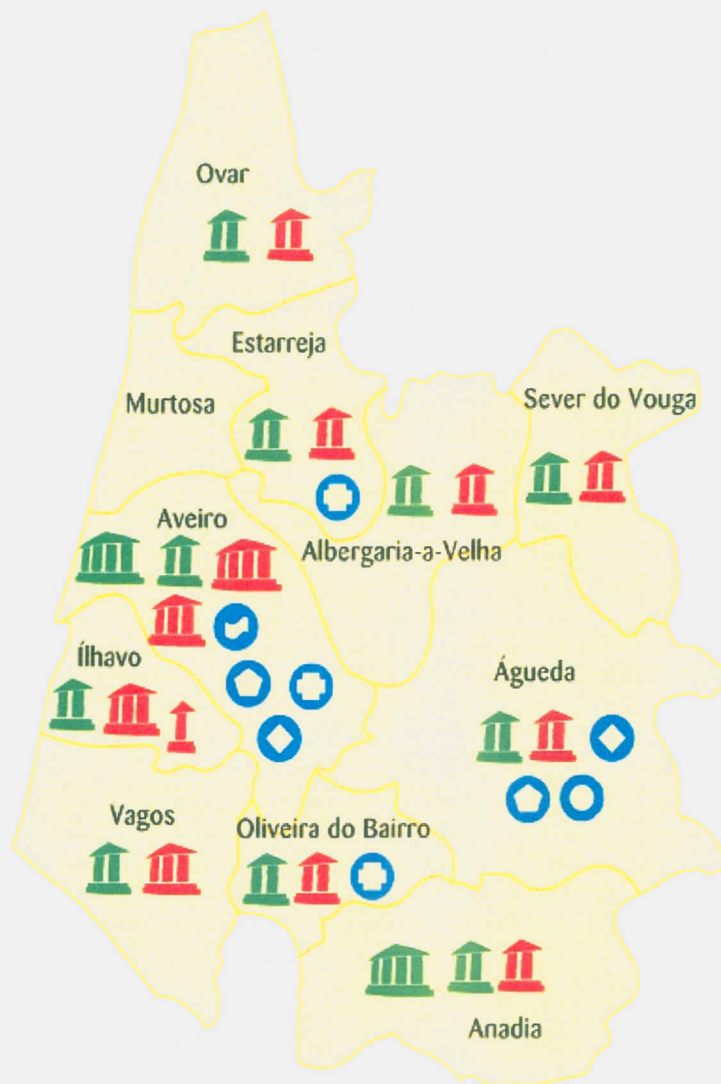 Ovar
Estarreja
Murtosa
Sever do Vouga
Aveiro
Albergaria-a-Velha
Ílhavo
Águeda
Vagos
Oliveira do Bairro
Anadia